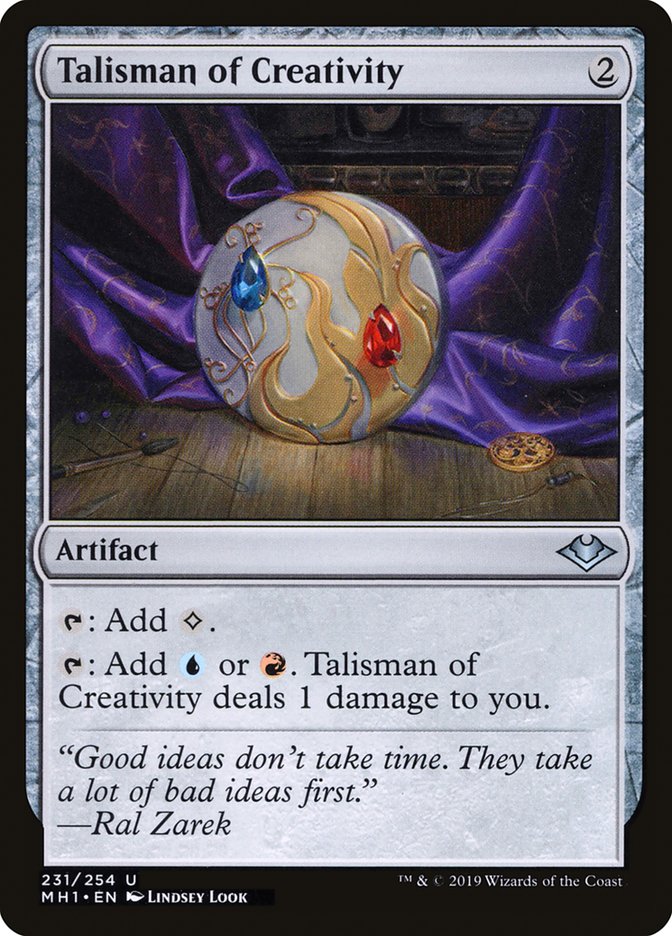 Talisman of Creativity 2
Artifact
: Add .
: Add or . Talisman of
Creativity deals 1 damage to you.
“Good ideas don’t take time. They take
a lot of bad ideas first.”
—Ral Zarek
231/254 U
MH1 • EN Lindsey Look
™ & © 2019 Wizards of the Coast